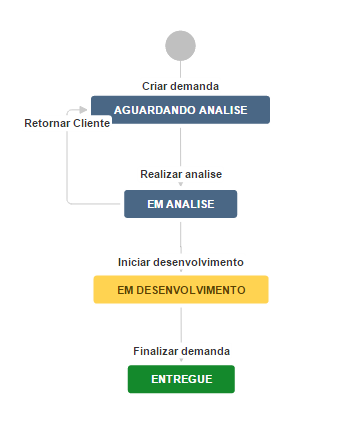 Criar demanda
AGUARDANDO ANALISE
Retornar Cliente
Realizar analise
EM ANALISE
Iniciar desenvolvimento
EM DESENVOLVIMENTO
Finalizar demanda
ENTREGUE